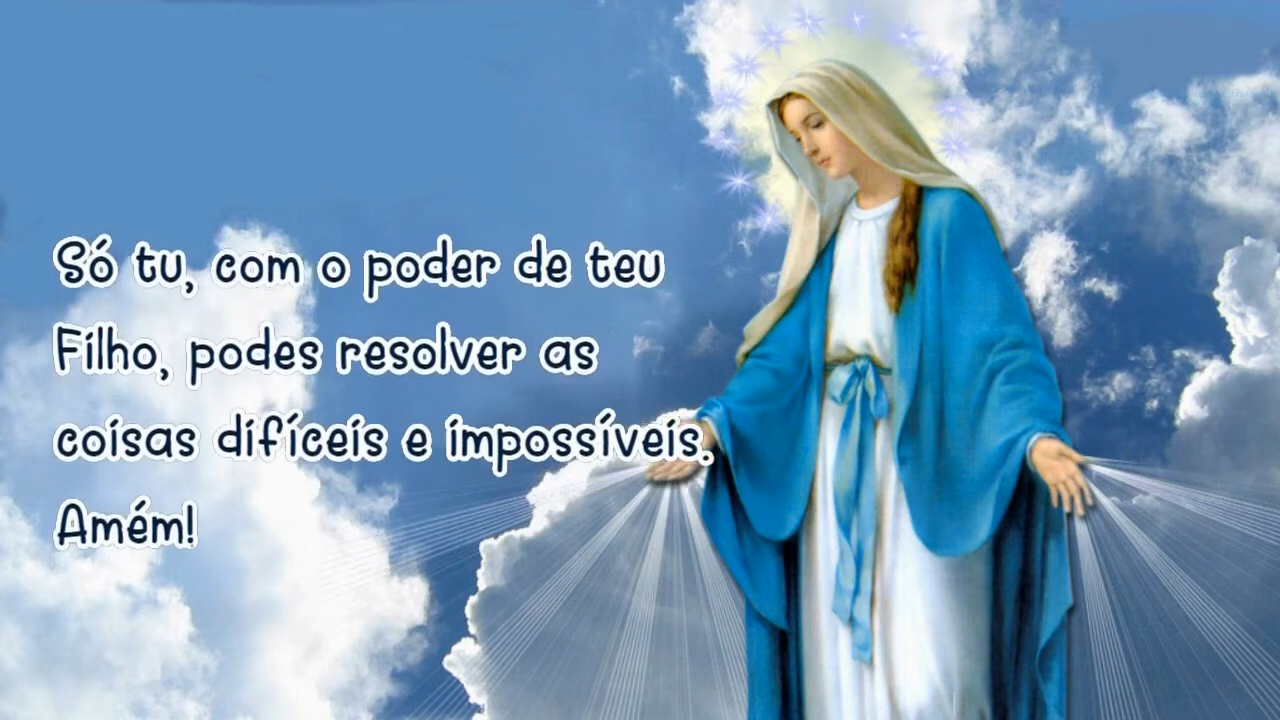 Só tu, com o poder de teu
Filho, podes resolver as
coisas difíceis e impossíveis.
Amém!